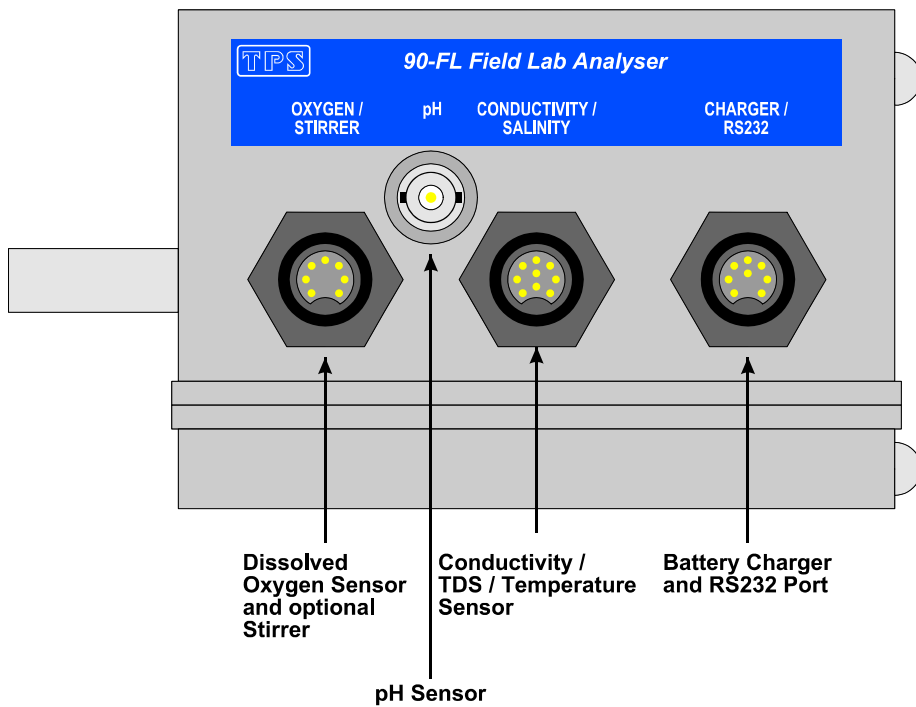 TPS
90-FL Field Lab Analyser
OXYGEN /
STIRRER
pH
CONDUCTIVITY /
SALINITY
CHARGER /
RS232
Dissolved
Oxygen Sensor
and optional
Stirrer
Conductivity /
TDS / Temperature
Sensor
Battery Charger
and RS232 Port
pH Sensor